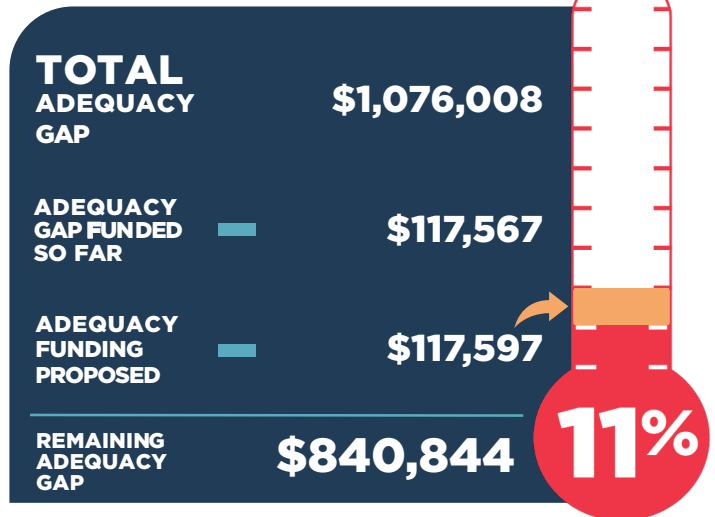 TOTAL
ADEQUACY
GAP
$1,076,008
ADEQUACY
GAP FUNDED
SO FAR
$117,567
ADEQUACY
FUNDING
PROPOSED
$117,597
REMAINING
ADEQUACY
GAP
$840,844
11%